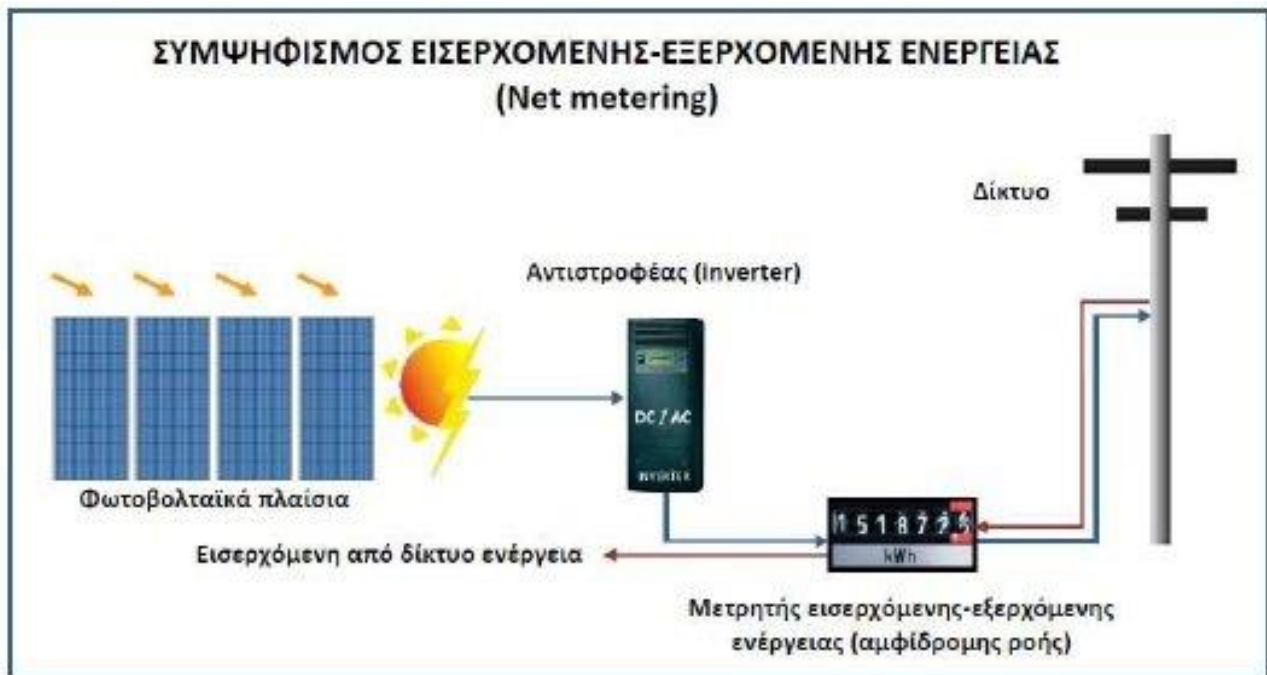 ΣΥΜΨΗΦΙΣΜΟΣ ΕΙΣΕΡΧΟΜΕΝΗΣ-ΕΞΕΡΧΟΜΕΝΗΣ ΕΝΕΡΓΕΙΑΣ
(Net metering)
Δίκτυο
Αντιστροφέας (inverter)
DC / AC
INVERTER
Φωτοβολταϊκά πλαίσια
Εισερχόμενη από δίκτυο ενέργεια
kWh
Μετρητής εισερχόμενης-εξερχόμενης
ενέργειας (αμφίδρομης ροής)